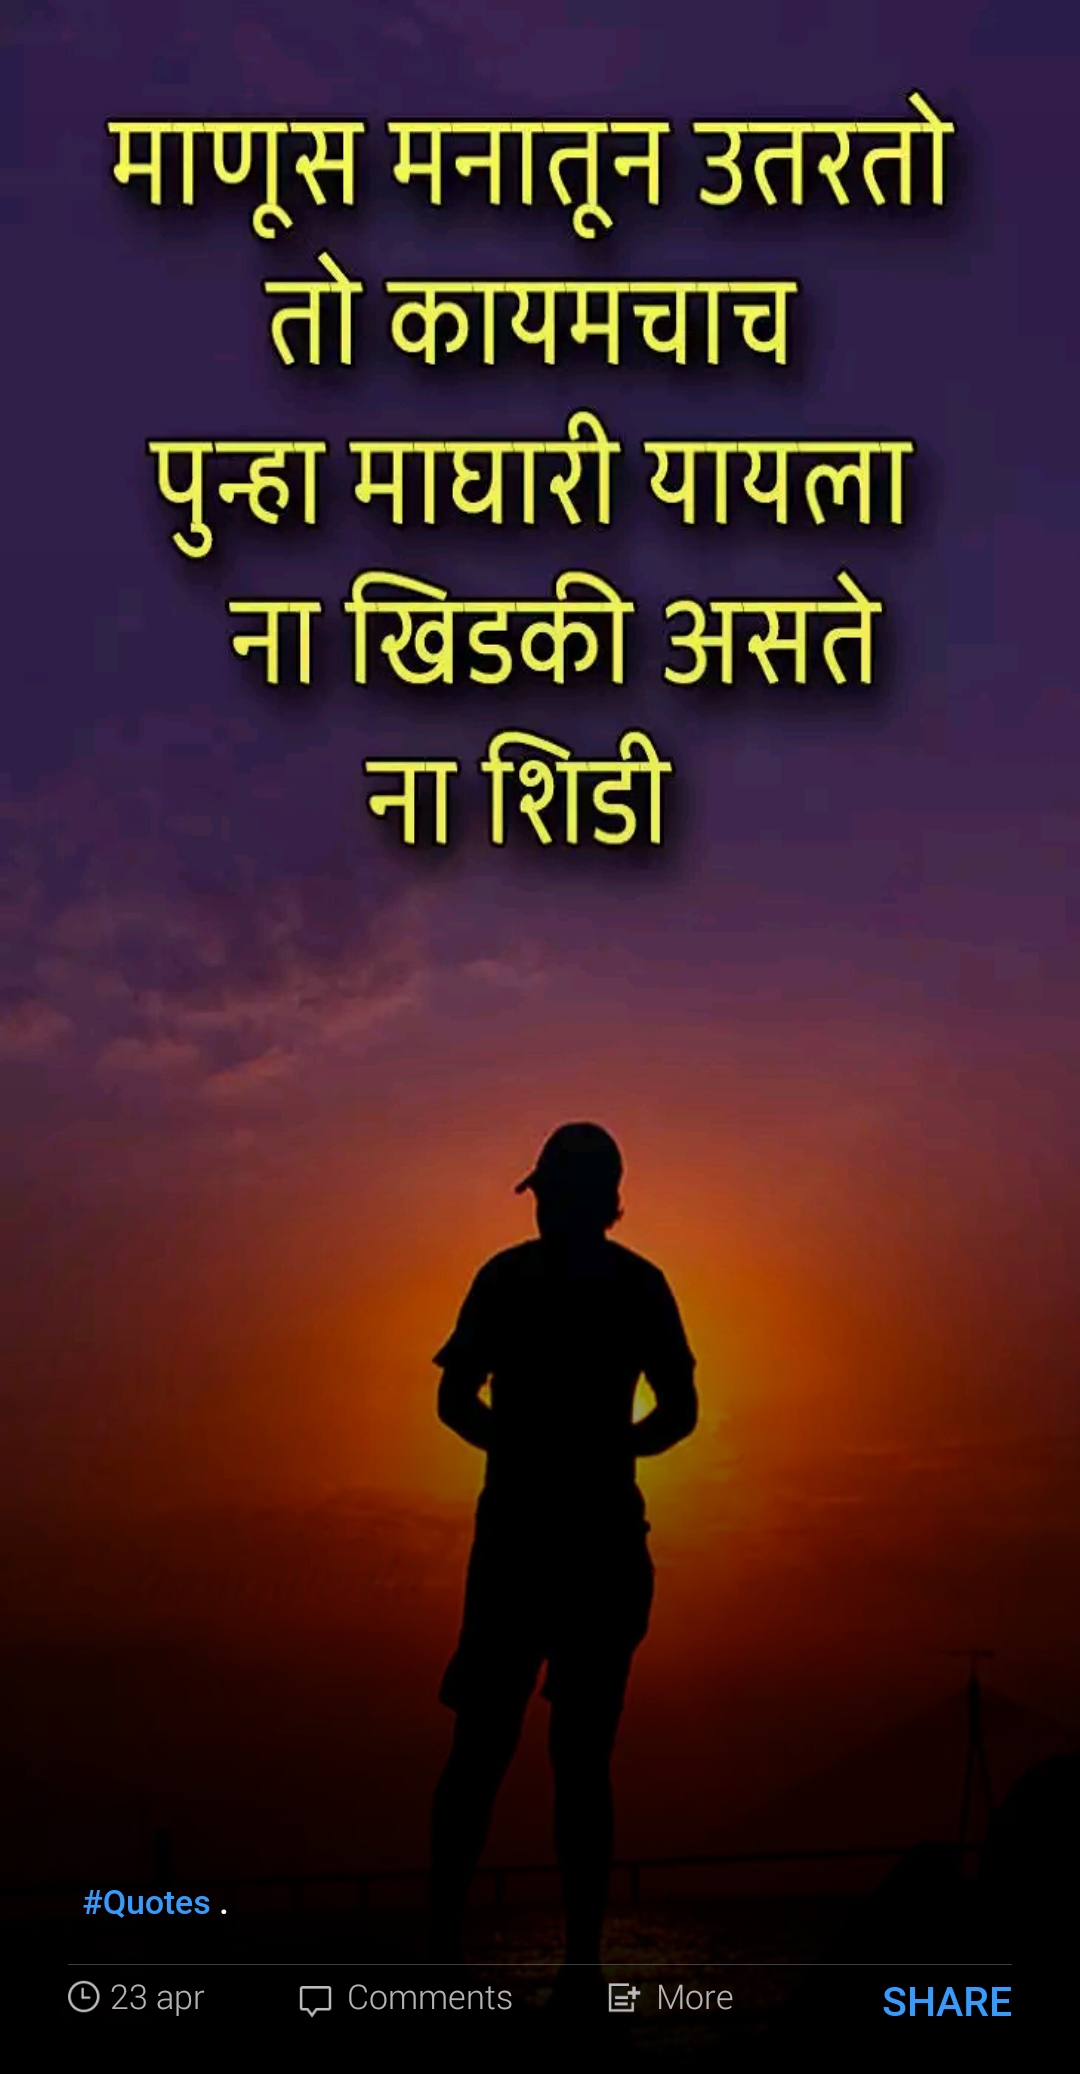 माणूस मनातून उतरतो
तो कायमचाच
पुन्हा माघारी यायला
ना खिडकी असते
ना शिडी
#Quotes .
23 apr Comments More SHARE